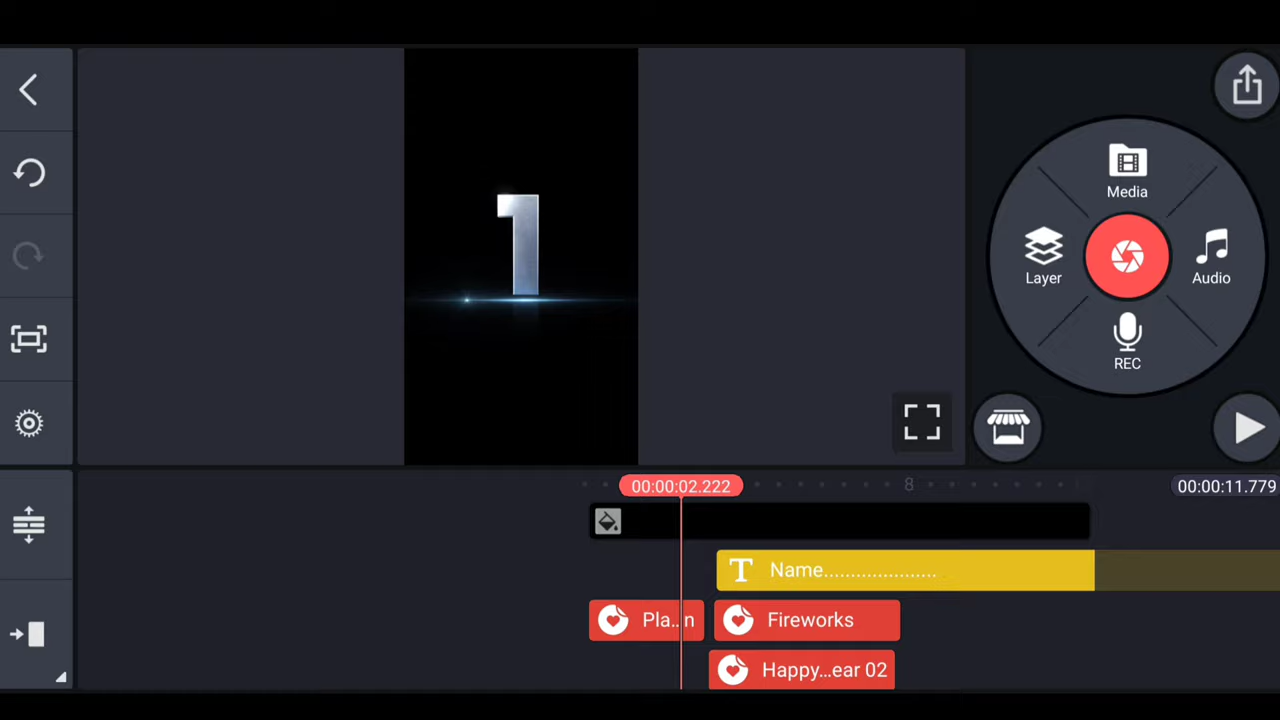 1
Media
Layer
Audio
REC
00:00:02.222
8
00:00:11.779
Name......................
Pla...n
Fireworks
Happy...ear 02